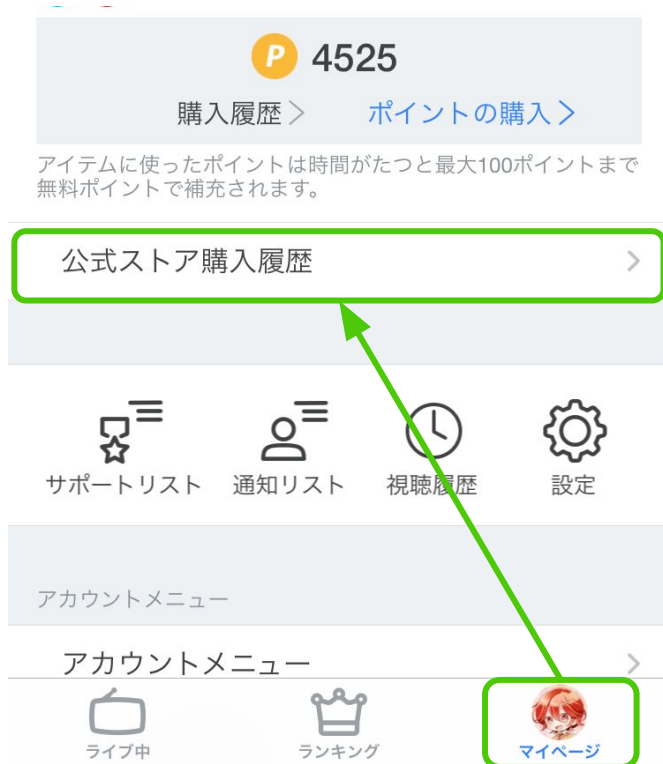 P 4525
購入履歴 ポイントの購入
アイテムに使ったポイントは時間がたつと最大100ポイントまで
無料ポイントで補充されます。
公式ストア購入履歴
サポートリスト 通知リスト 視聴履歴 設定
アカウントメニュー
アカウントメニュー
ライブ中 ランキング マイページ